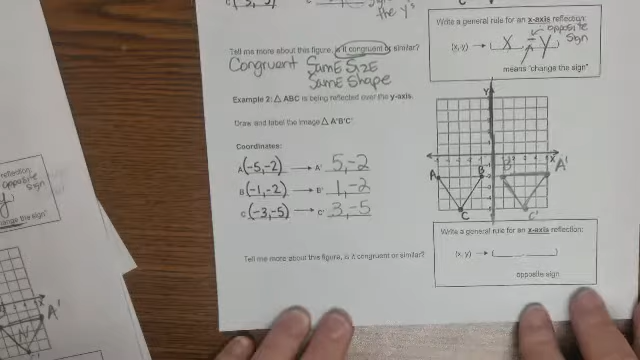 the y's
Write a general rule for an x-axis reflection:
opposite
sign
(x, y) → ( X , -Y )
means "change the sign"
Tell me more about this figure, is it congruent or similar?
Congruent Same Size
Same Shape
Example 2: △ ABC is being reflected over the y-axis.
Draw and label the image △ A'B'C'
Coordinates:
A (-5,-2) → A' 5,-2
B (-1,-2) → B' 1,-2
C (-3,-5) → C' 3,-5
Y
X
A
B
C
B'
A'
C'
Write a general rule for an x-axis reflection:
(x, y) → ( , )
opposite sign
Tell me more about this figure, is it congruent or similar?
reflection:
opposite
sign
y
change the sign"
A'